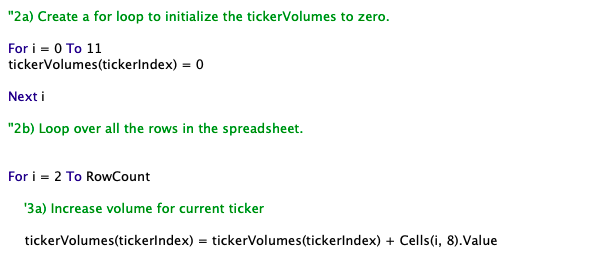 "2a) Create a for loop to initialize the tickerVolumes to zero.
For i = 0 To 11
tickerVolumes(tickerIndex) = 0
Next i
"2b) Loop over all the rows in the spreadsheet.
For i = 2 To RowCount
'3a) Increase volume for current ticker
tickerVolumes(tickerIndex) = tickerVolumes(tickerIndex) + Cells(i, 8).Value